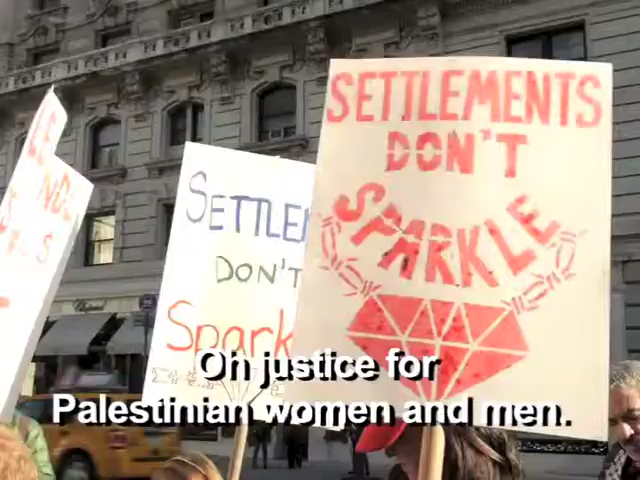 SETTLEMENTS
DON'T
SPARKLE
SETTLE
DON'T
Spark
Oh justice for
Palestinian women and men.